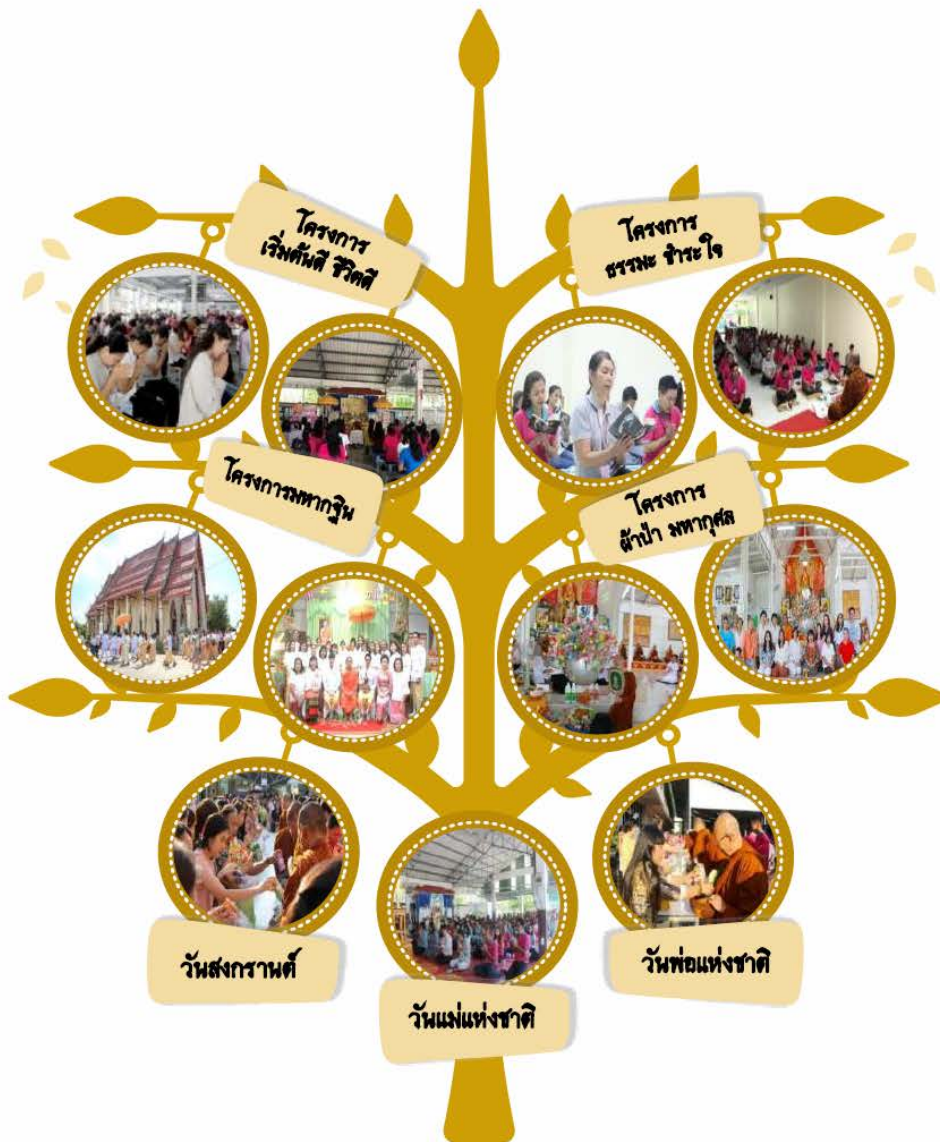 โครงการ
เริ่มต้นดี ชีวิตดี
โครงการ
ธรรมะ ชำระใจ
โครงการมหากฐิน
โครงการ
ผ้าป่า มหากุศล
วันสงกรานต์
วันแม่แห่งชาติ
วันพ่อแห่งชาติ